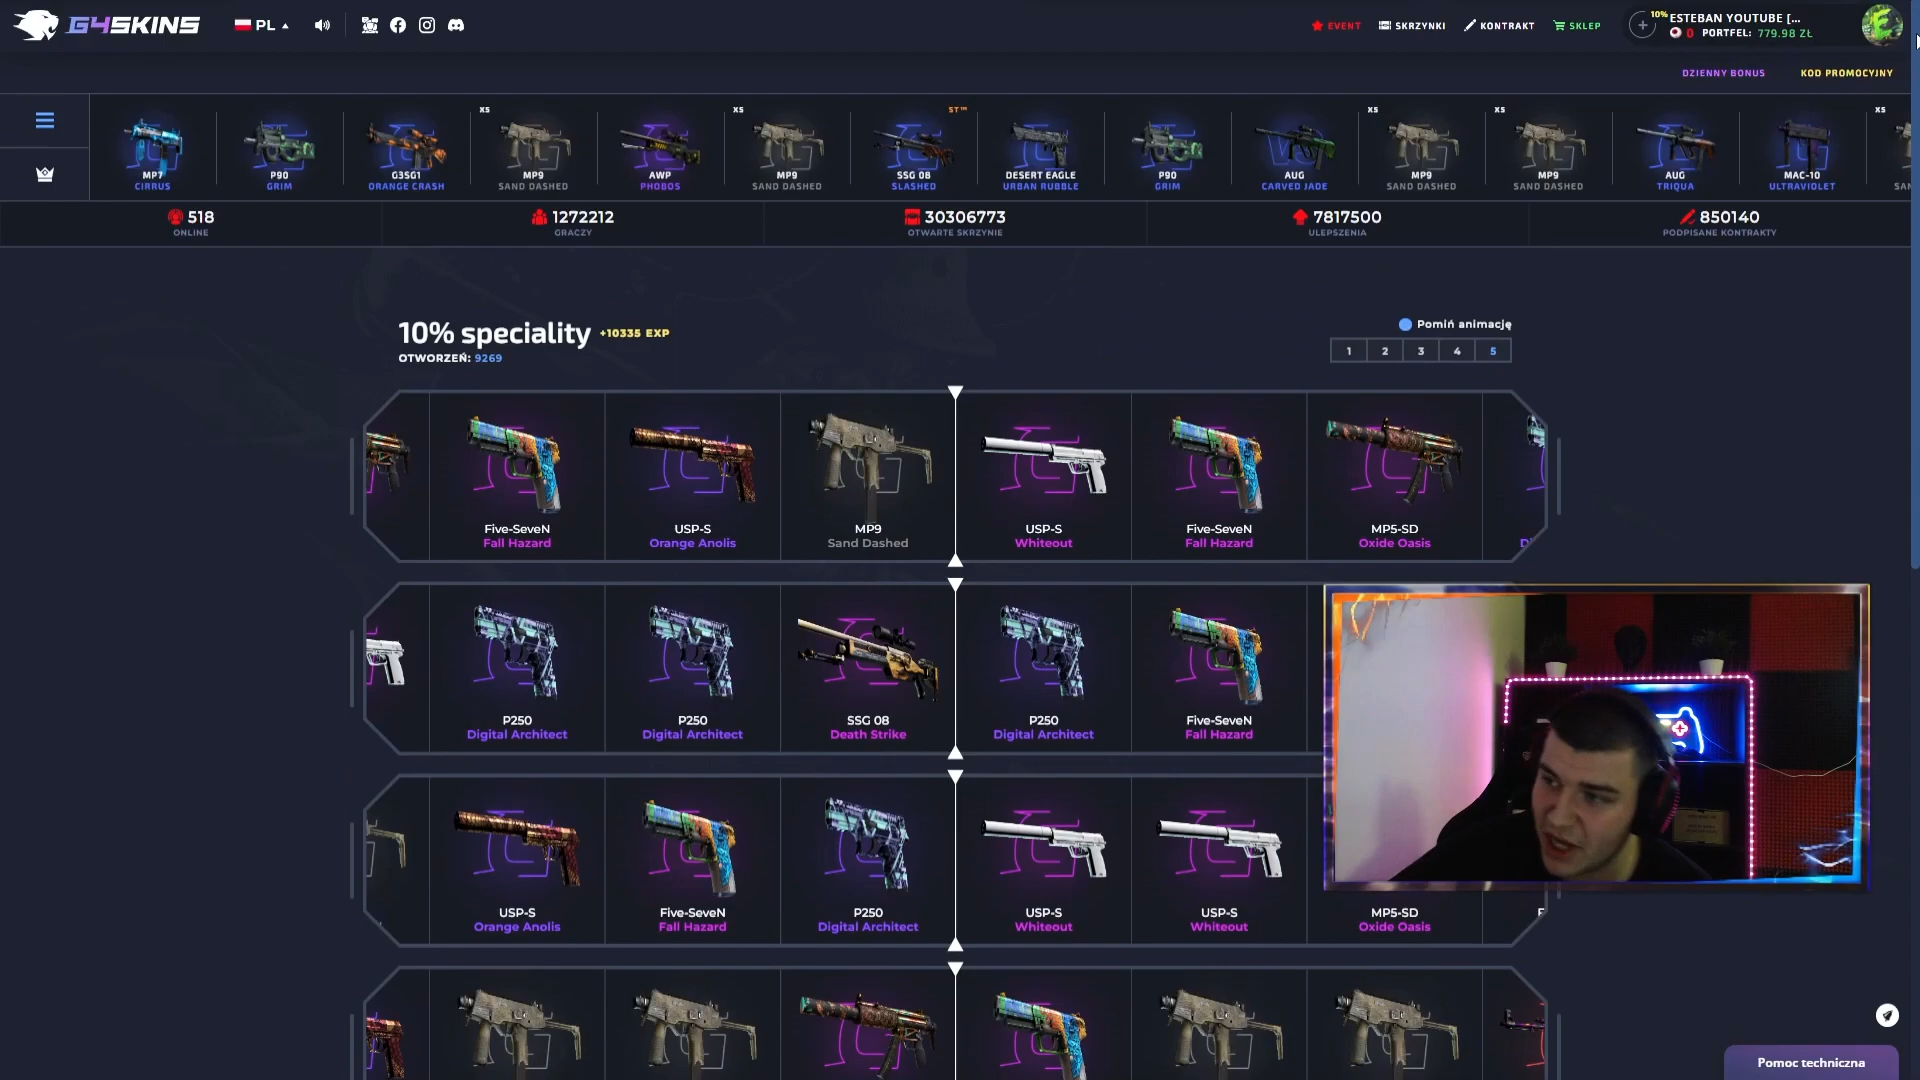 G4SKINS
PL
EVENT
SKRZYNKI
KONTRAKT
SKLEP
10%
ESTEBAN YOUTUBE [...
0 PORTFEL: 779.98 ZŁ
DZIENNY BONUS
KOD PROMOCYJNY
MP7
CIRRUS
P90
GRIM
G3SG1
ORANGE CRASH
XS
MP9
SAND DASHED
AWP
PHOBOS
XS
MP9
SAND DASHED
ST™
SSG 08
SLASHED
DESERT EAGLE
URBAN RUBBLE
P90
GRIM
AUG
CARVED JADE
XS
MP9
SAND DASHED
XS
MP9
SAND DASHED
AUG
TRIQUA
MAC-10
ULTRAVIOLET
XS
518
ONLINE
1272212
GRACZY
30306773
OTWARTE SKRZYNIE
7817500
ULEPSZENIA
850140
PODPISANE KONTRAKTY
10% speciality +10335 EXP
OTWORZEŃ: 9269
Pomiń animację
1 2 3 4 5
Five-SeveN
Fall Hazard
USP-S
Orange Anolis
MP9
Sand Dashed
USP-S
Whiteout
Five-SeveN
Fall Hazard
MP5-SD
Oxide Oasis
P250
Digital Architect
P250
Digital Architect
SSG 08
Death Strike
P250
Digital Architect
Five-SeveN
Fall Hazard
USP-S
Orange Anolis
Five-SeveN
Fall Hazard
P250
Digital Architect
USP-S
Whiteout
USP-S
Whiteout
MP5-SD
Oxide Oasis
Pomoc techniczna